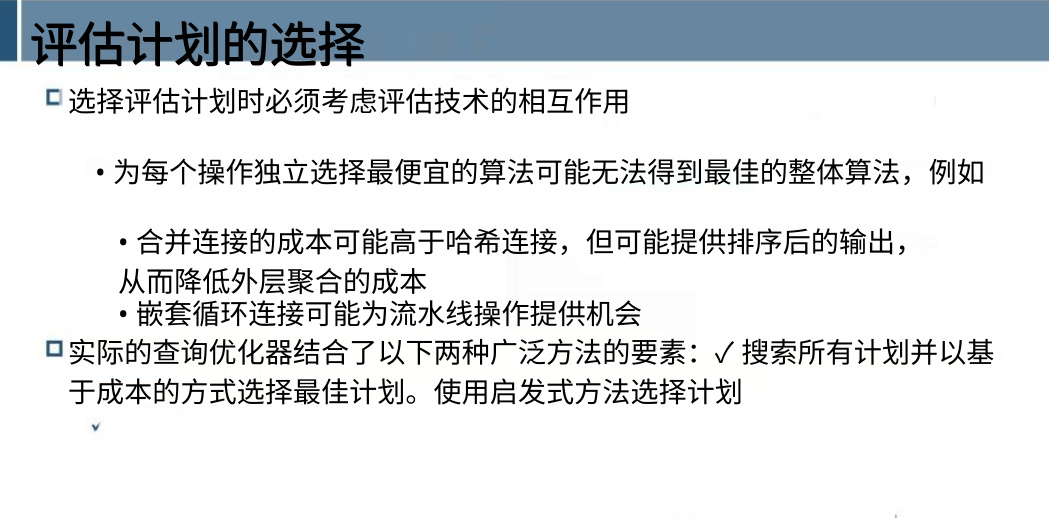 评估计划的选择
选择评估计划时必须考虑评估技术的相互作用
• 为每个操作独立选择最便宜的算法可能无法得到最佳的整体算法，例如
• 合并连接的成本可能高于哈希连接，但可能提供排序后的输出，
从而降低外层聚合的成本
• 嵌套循环连接可能为流水线操作提供机会
实际的查询优化器结合了以下两种广泛方法的要素：✓ 搜索所有计划并以基
于成本的方式选择最佳计划。使用启发式方法选择计划